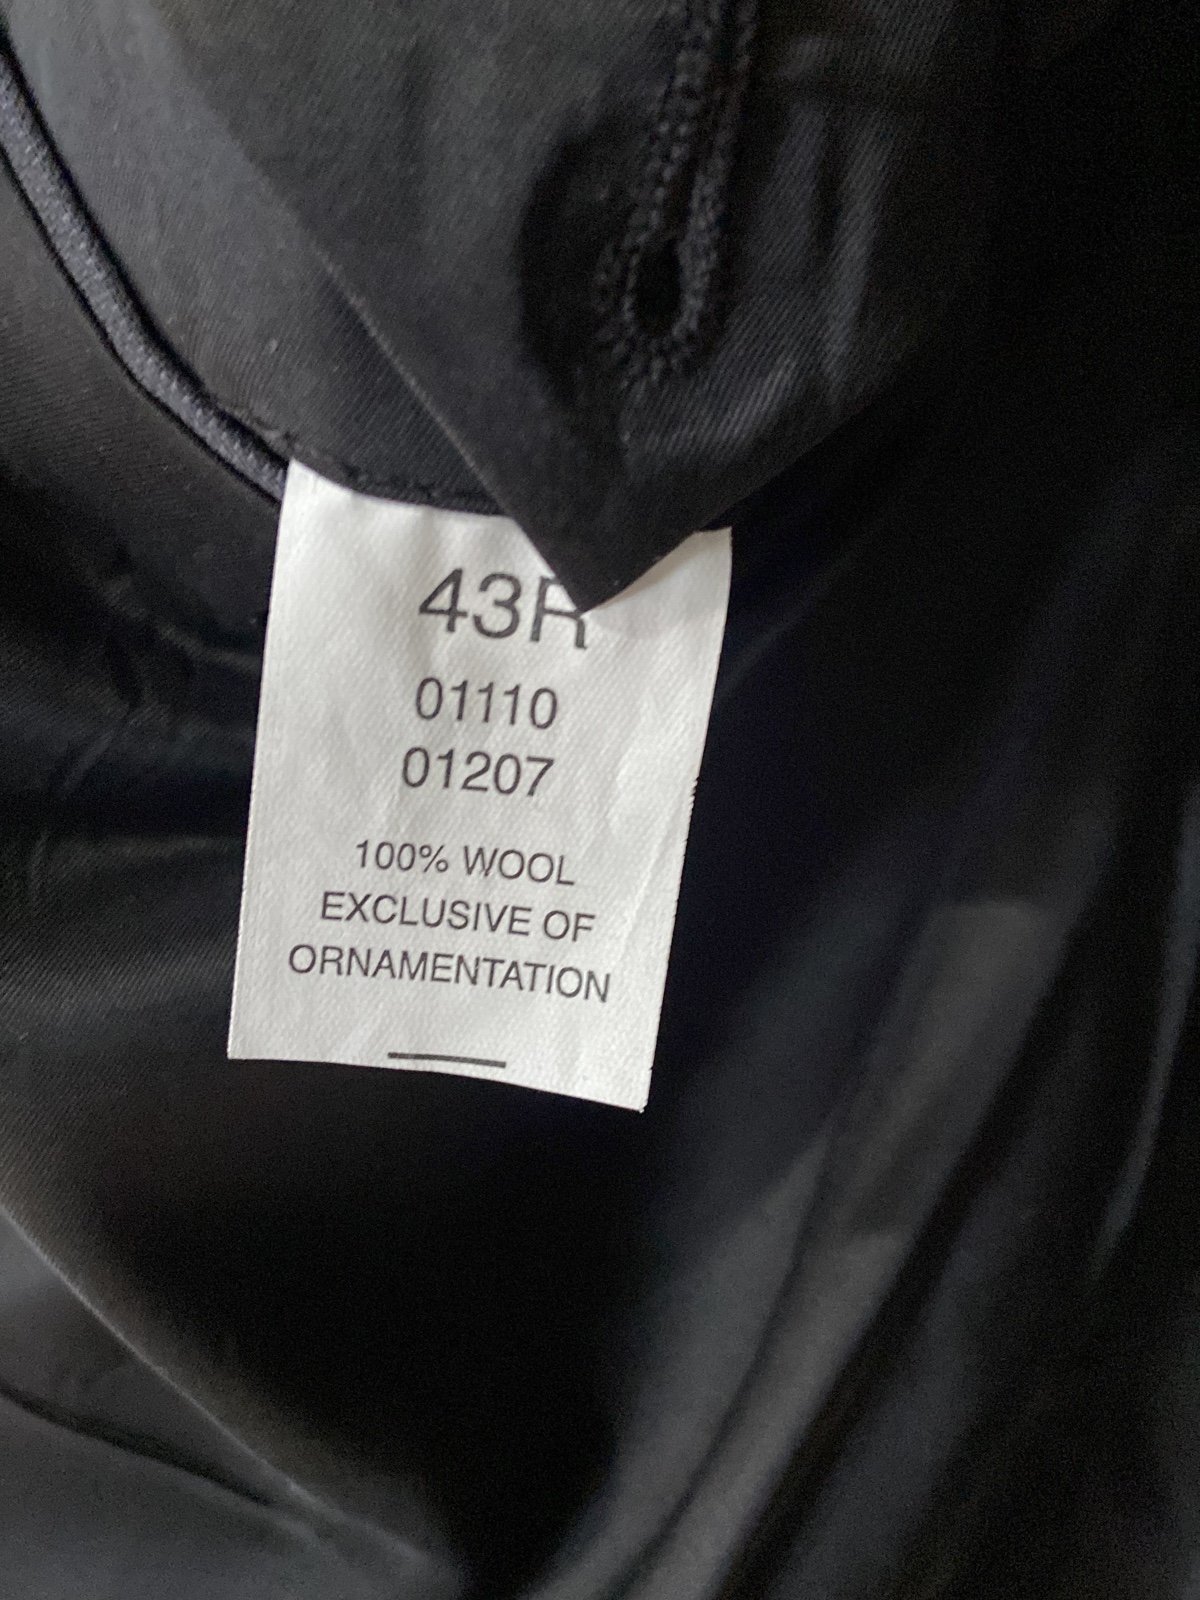 43R
01110
01207
100% WOOL
EXCLUSIVE OF
ORNAMENTATION